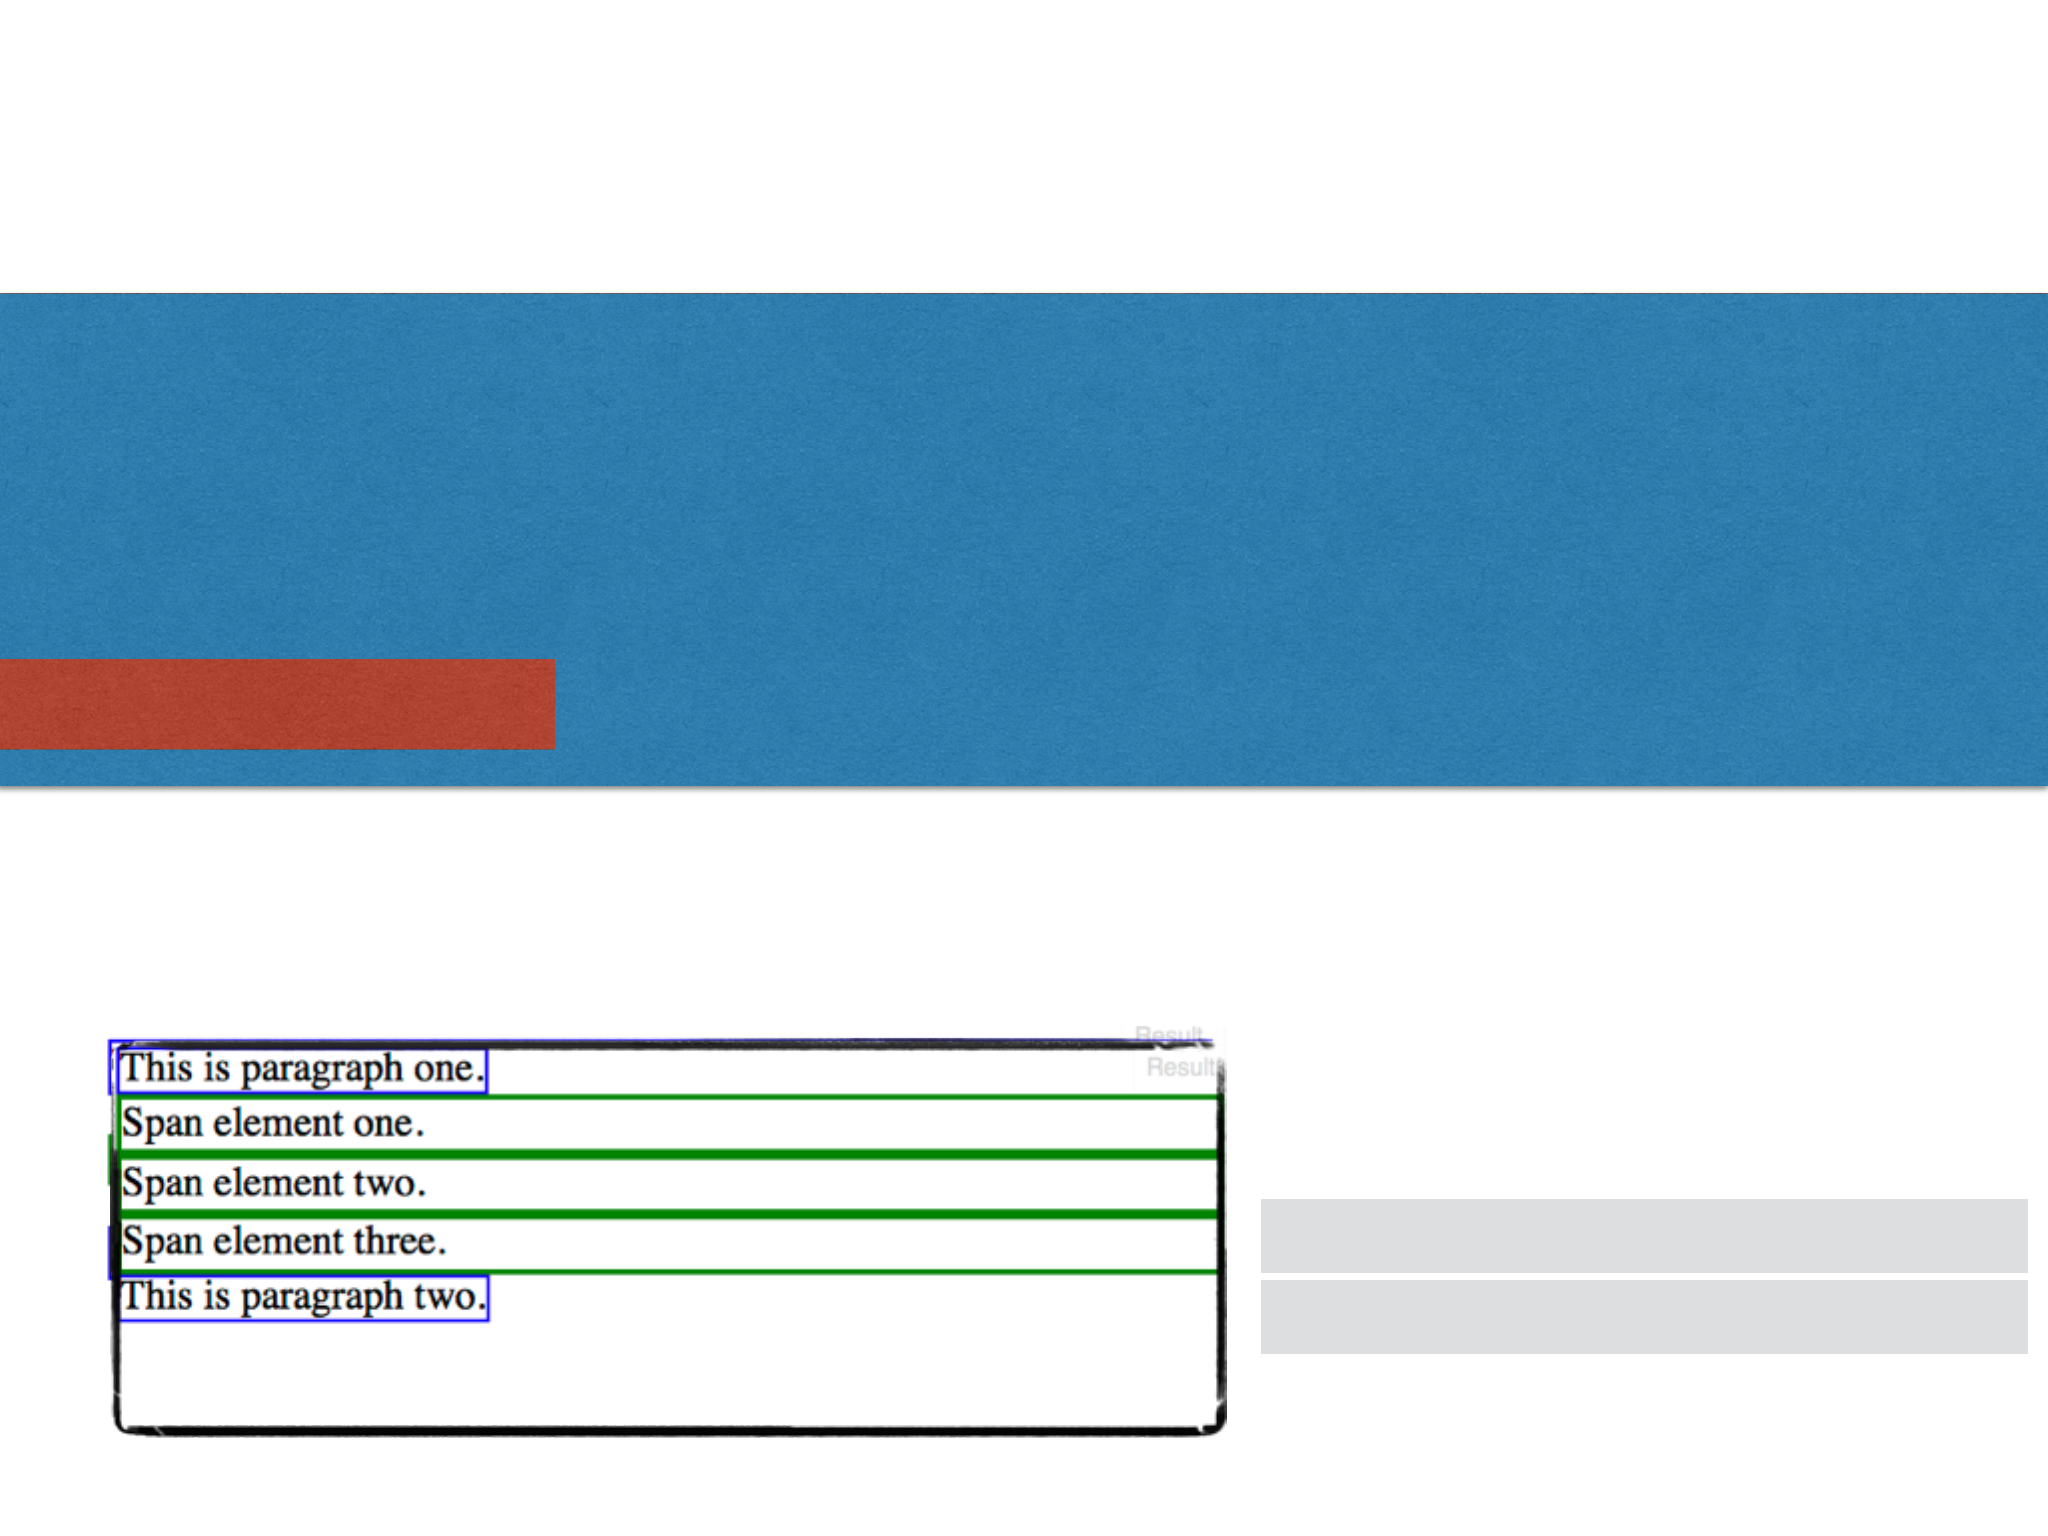 Result
This is paragraph one.
Result
Span element one.
Span element two.
Span element three.
This is paragraph two.